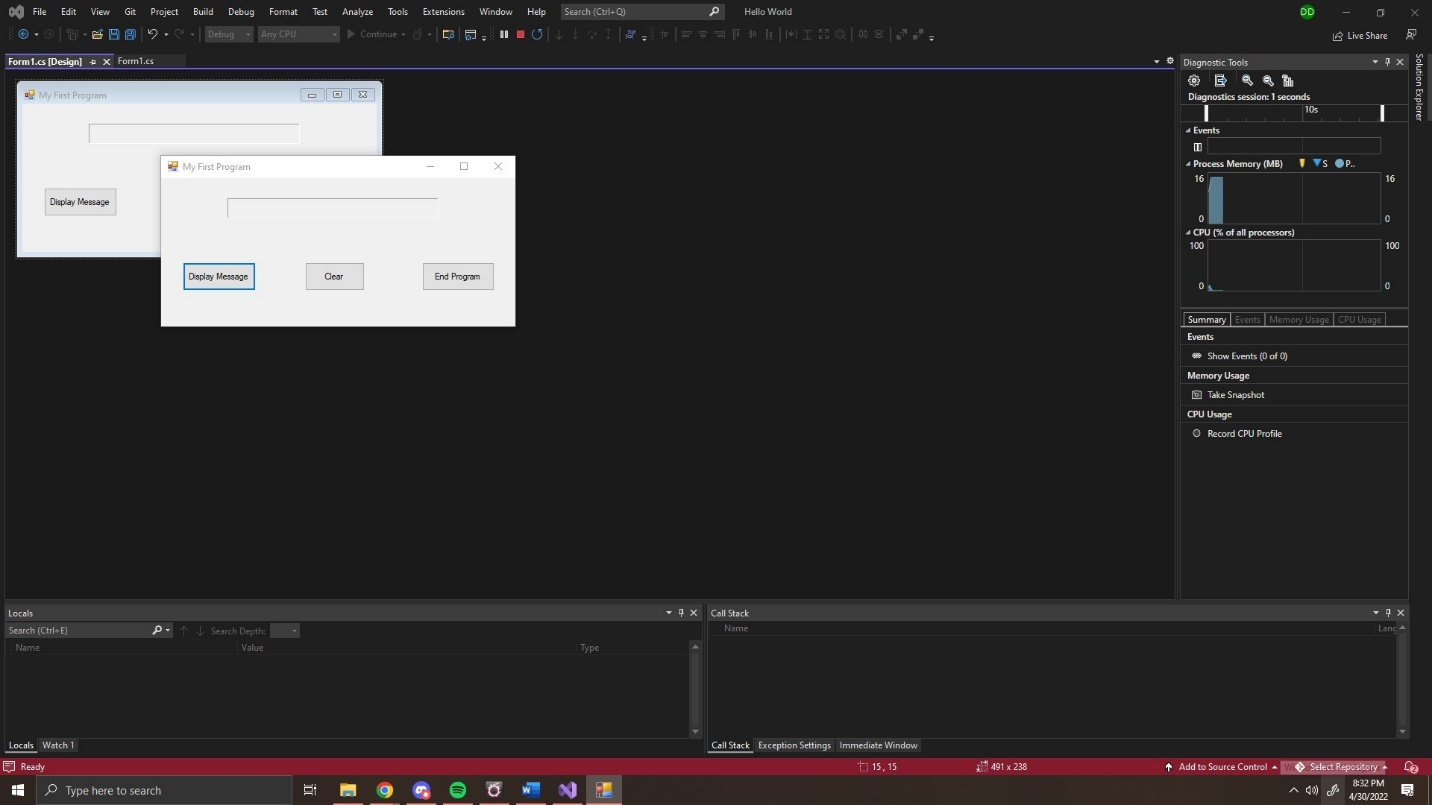 File Edit View Git Project Build Debug Format Test Analyze Tools Extensions Window Help Search (Ctrl+Q) Hello World DD
Debug Any CPU Continue Live Share
Form1.cs [Design] Form1.cs
My First Program
Display Message
My First Program
Display Message Clear End Program
Diagnostic Tools
Diagnostics session: 1 seconds
10s
Events
Process Memory (MB) S P..
16 16
0 0
CPU (% of all processors)
100 100
0 0
Summary Events Memory Usage CPU Usage
Events
Show Events (0 of 0)
Memory Usage
Take Snapshot
CPU Usage
Record CPU Profile
Solution Explorer
Locals
Search (Ctrl+E) Search Depth:
Name Value Type
Locals Watch 1
Call Stack
Name Lang
Call Stack Exception Settings Immediate Window
Ready 15 , 15 491 x 238 Add to Source Control Select Repository 2
Type here to search
8:32 PM
4/30/2022